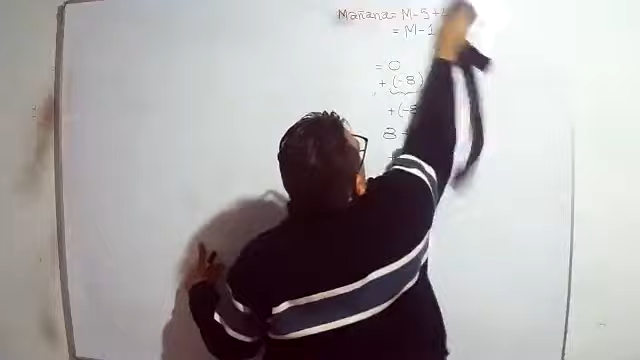 Mañana= M-5+
= M-1
= 0
+ (-8)
+(-8
8